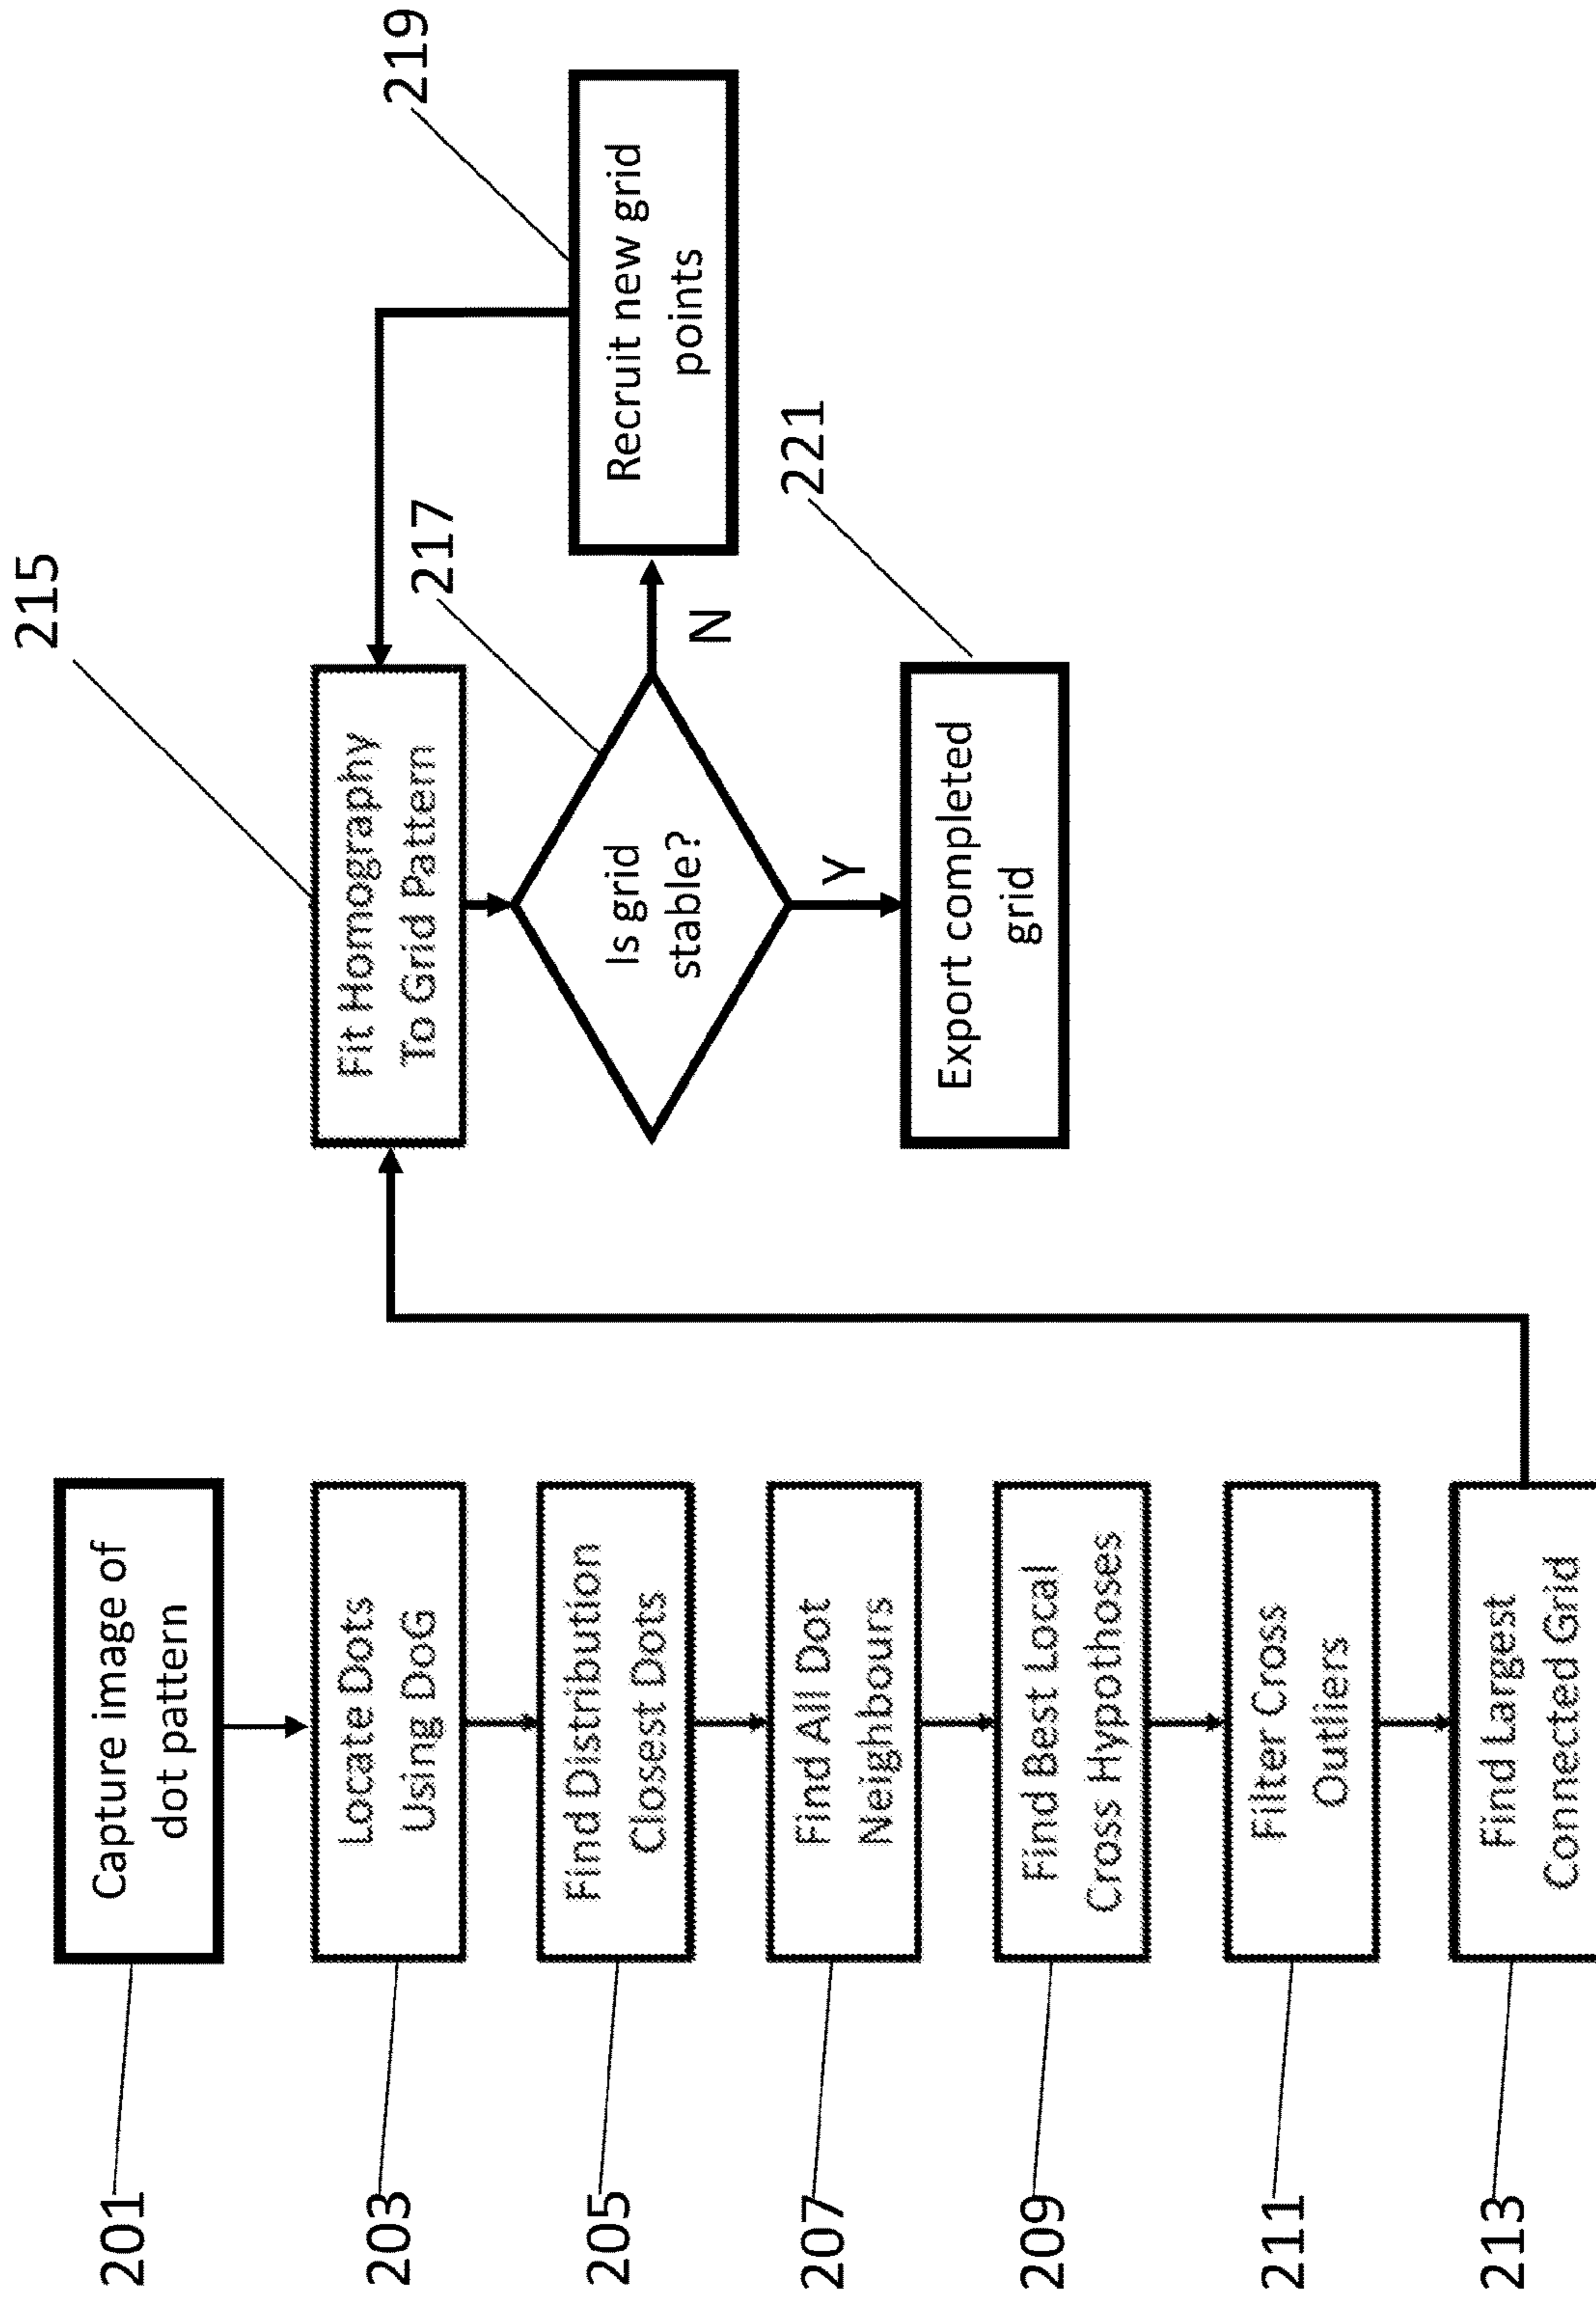 201
Capture image of
dot pattern
203
Locate Dots
Using DoG
205
Find Distribution
Closest Dots
207
Find All Dot
Neighbours
209
Find Best Local
Cross Hypothoses
211
Filter Cross
Outliers
213
Find Largest
Connected Grid
215
Fit Homography
To Grid Pattern
217
Is grid
stable?
N
219
Recruit new grid
points
Y
221
Export completed
grid